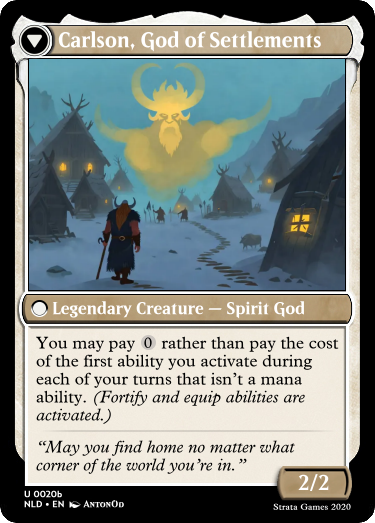 Carlson, God of Settlements
Legendary Creature — Spirit God
You may pay 0 rather than pay the cost
of the first ability you activate during
each of your turns that isn't a mana
ability. (Fortify and equip abilities are
activated.)
“May you find home no matter what
corner of the world you're in.”
2/2
U 0020b
NLD • EN AntonOd
Strata Games 2020